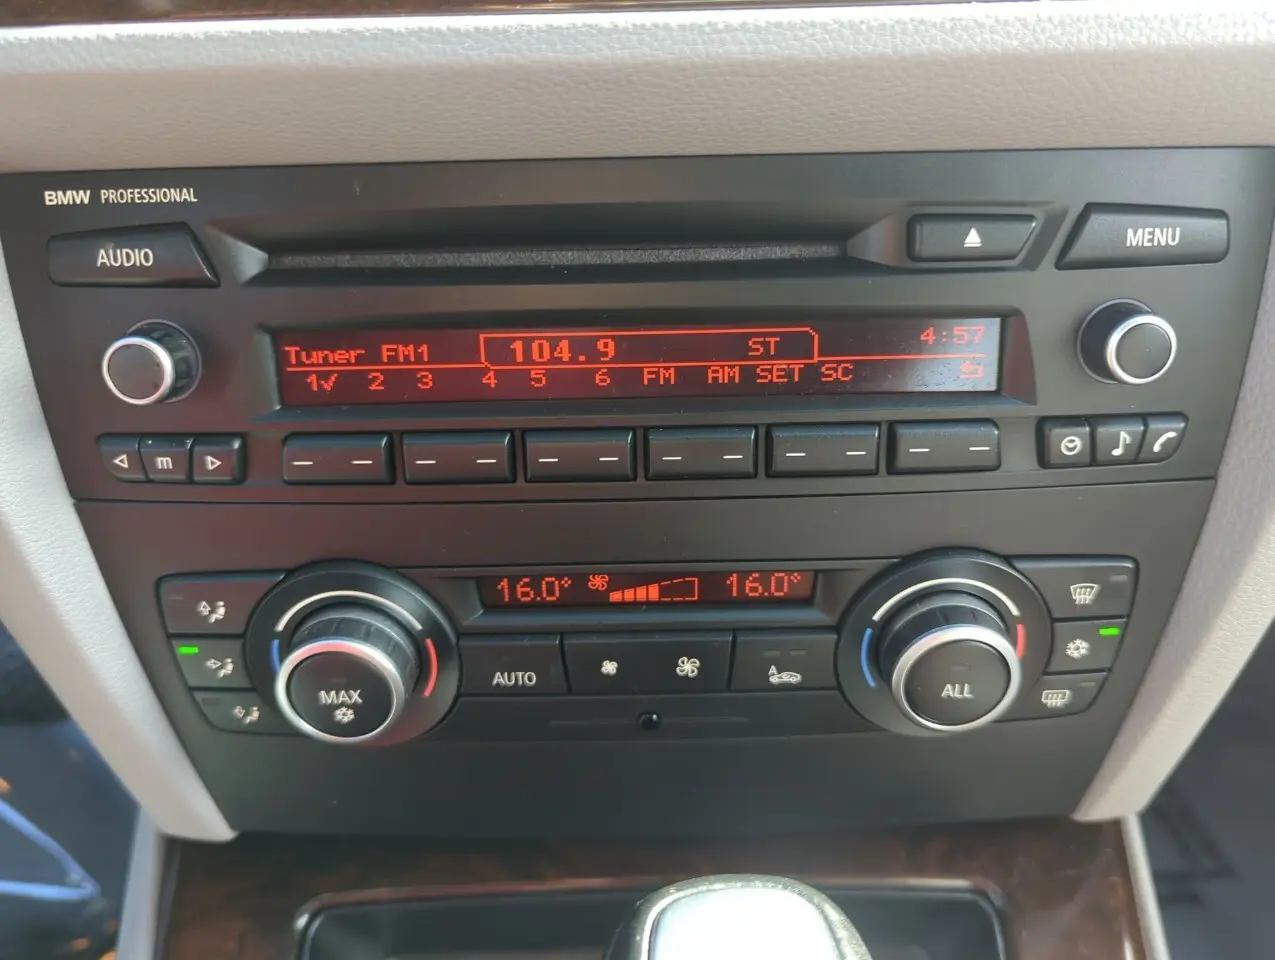 BMW PROFESSIONAL
AUDIO
MENU
Tuner FM1 104.9 ST 4:57
1✓ 2 3 4 5 6 FM AM SET SC
m
16.0° 16.0°
MAX
AUTO
A
ALL